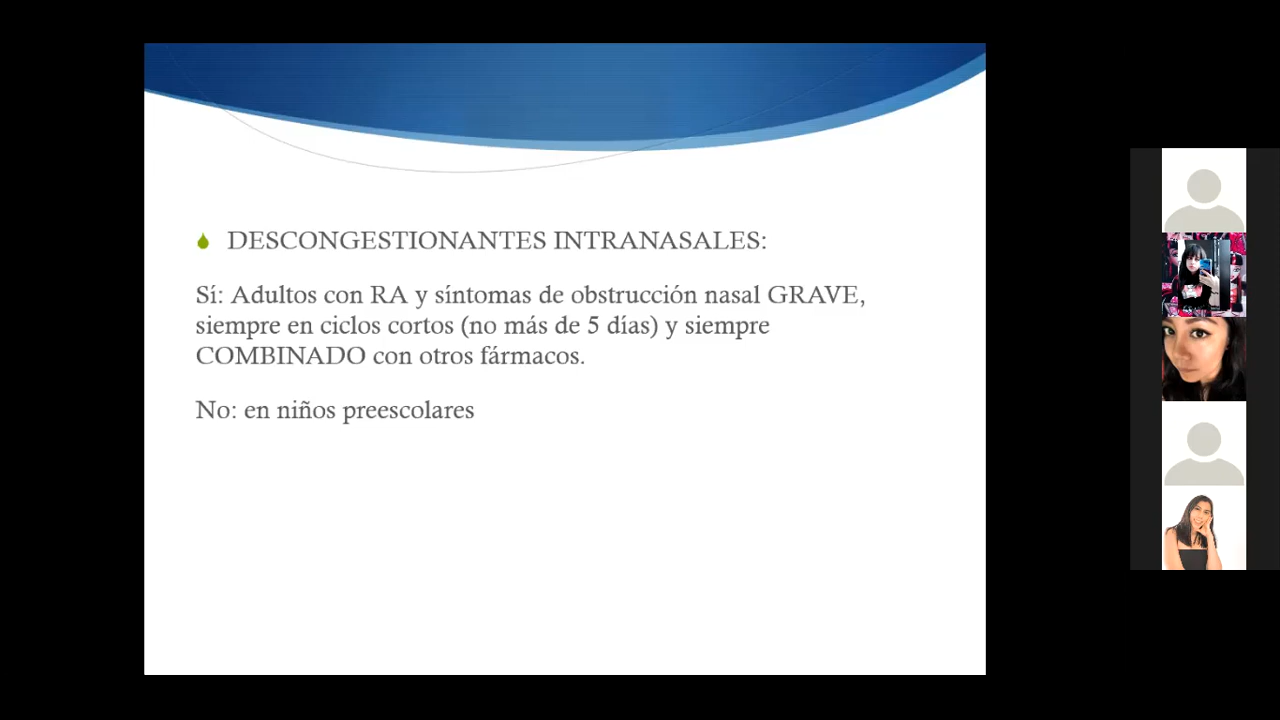 DESCONGESTIONANTES INTRANASALES:
Sí: Adultos con RA y síntomas de obstrucción nasal GRAVE,
siempre en ciclos cortos (no más de 5 días) y siempre
COMBINADO con otros fármacos.
No: en niños preescolares